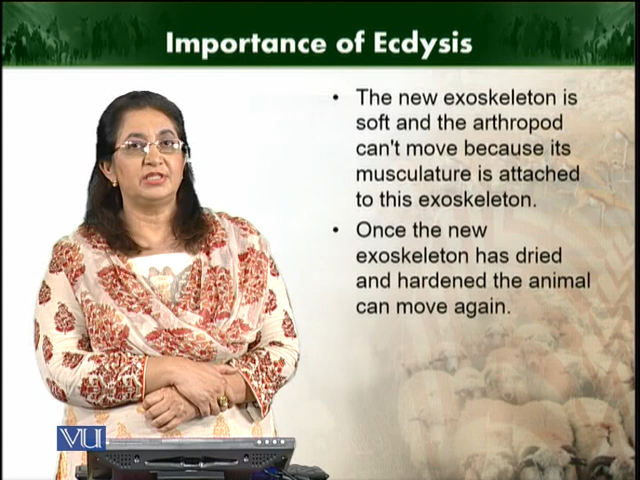 Importance of Ecdysis
• The new exoskeleton is
soft and the arthropod
can't move because its
musculature is attached
to this exoskeleton.
• Once the new
exoskeleton has dried
and hardened the animal
can move again.
VU